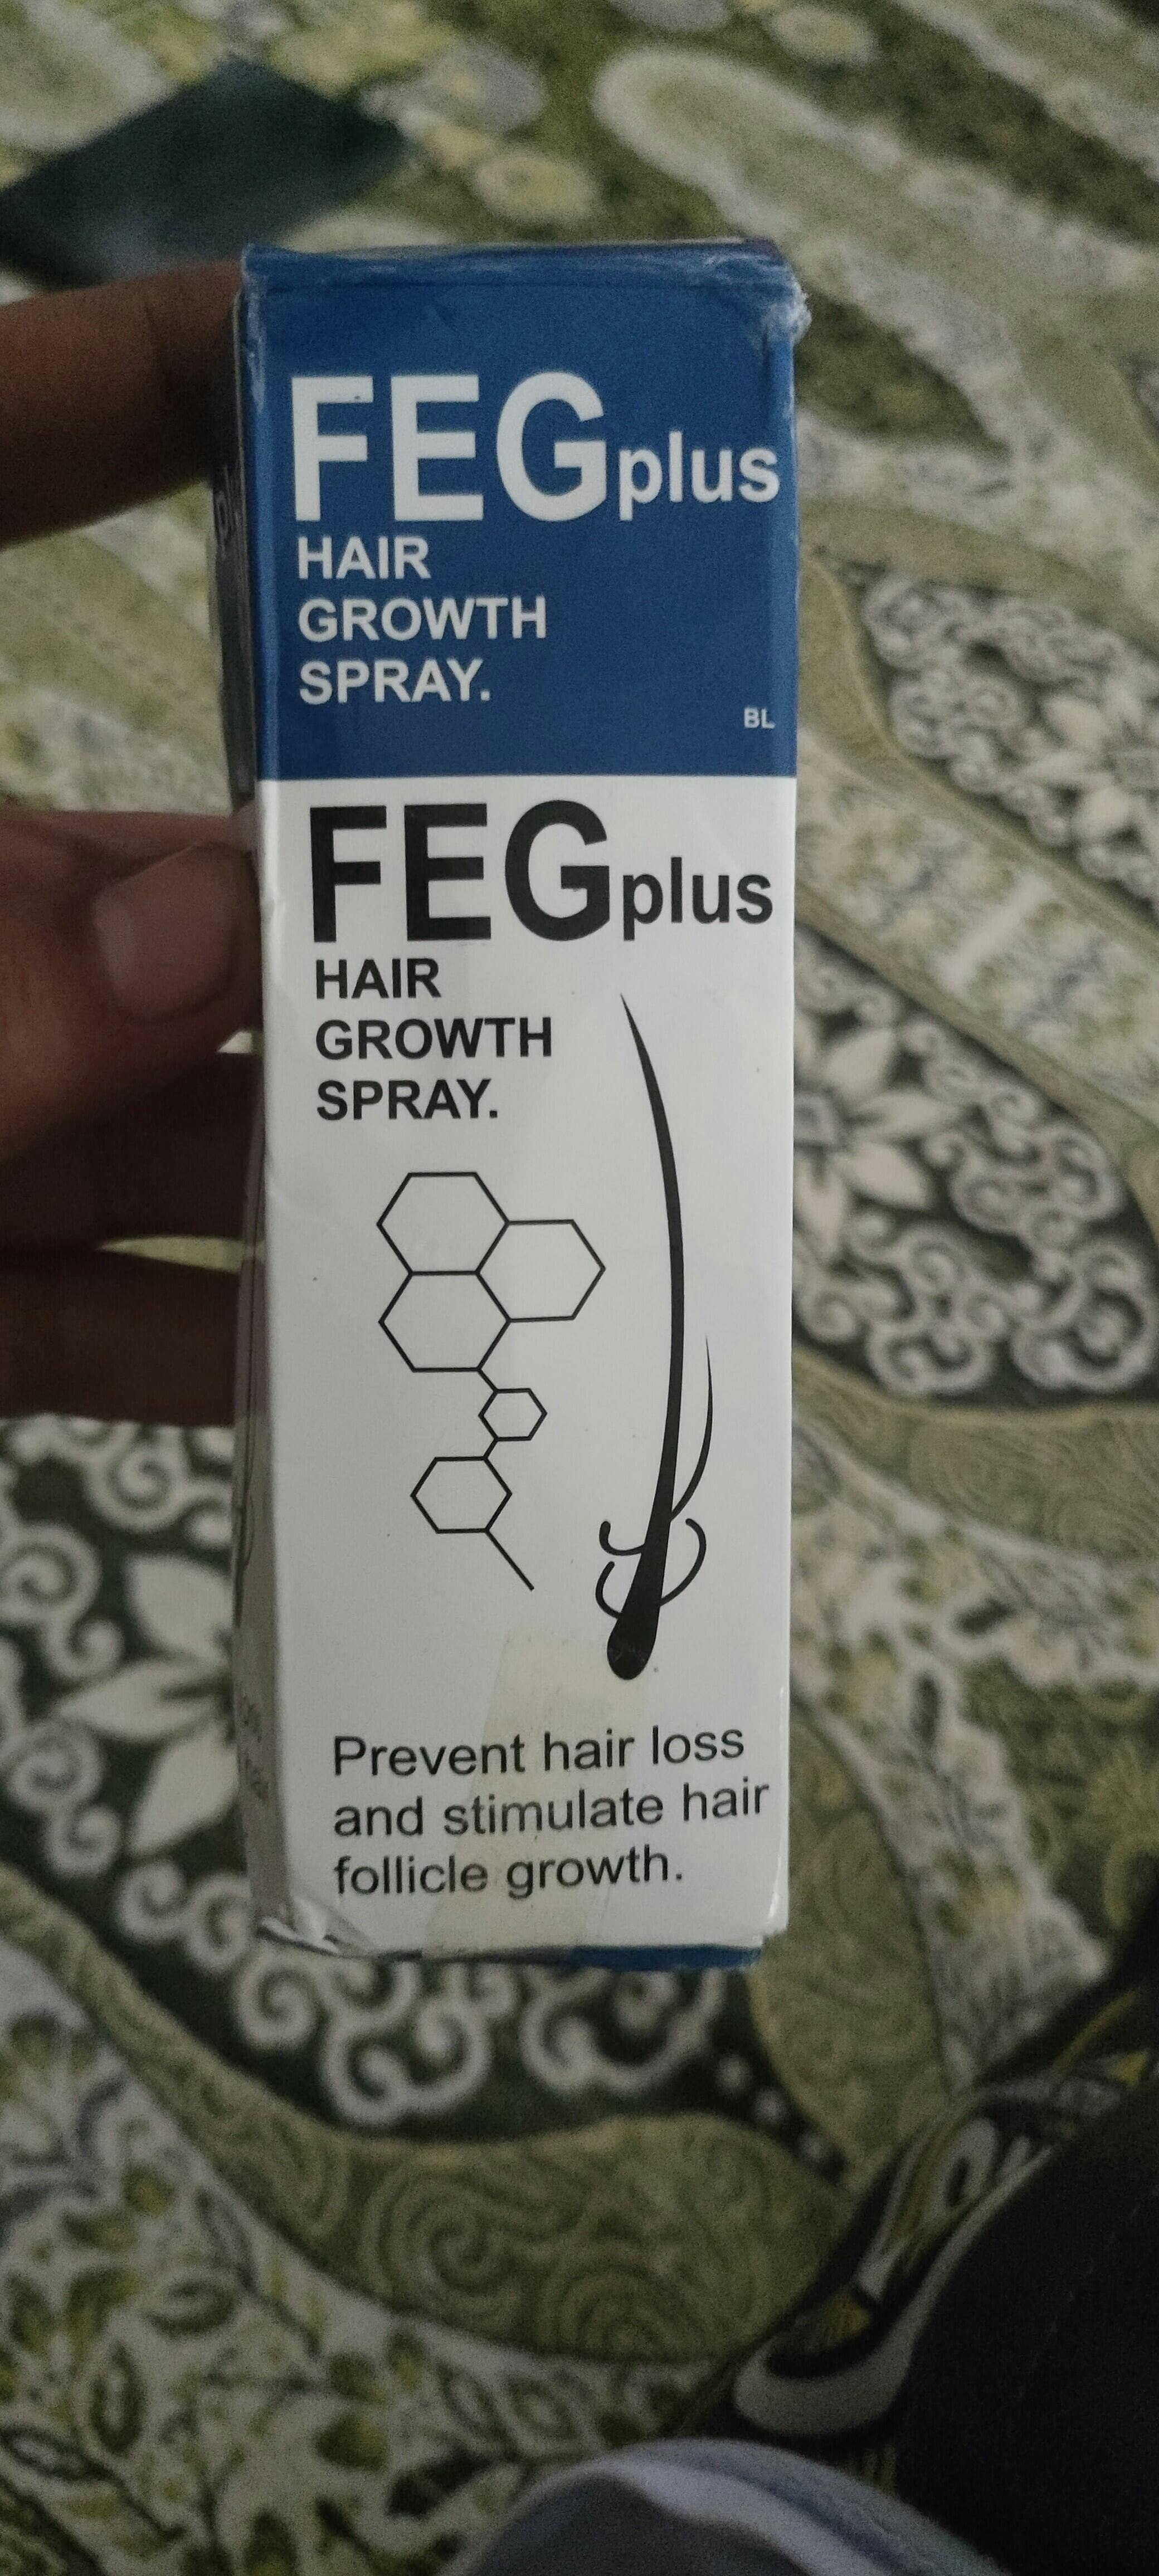 FEGplus
HAIR
GROWTH
SPRAY.
BL
FEGplus
HAIR
GROWTH
SPRAY.
Prevent hair loss
and stimulate hair
follicle growth.